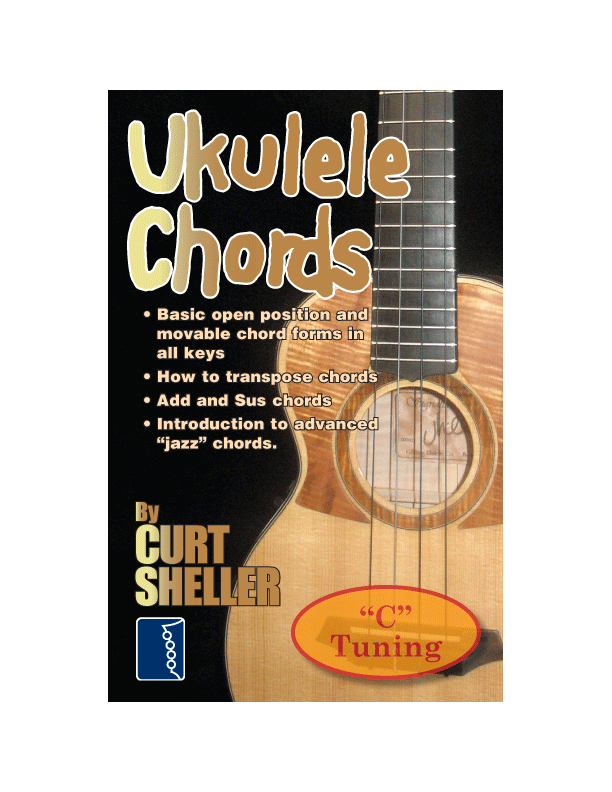 Ukulele
Chords
• Basic open position and
movable chord forms in
all keys
• How to transpose chords
• Add and Sus chords
• Introduction to advanced
“jazz” chords.
By
CURT
SHELLER
“C”
Tuning